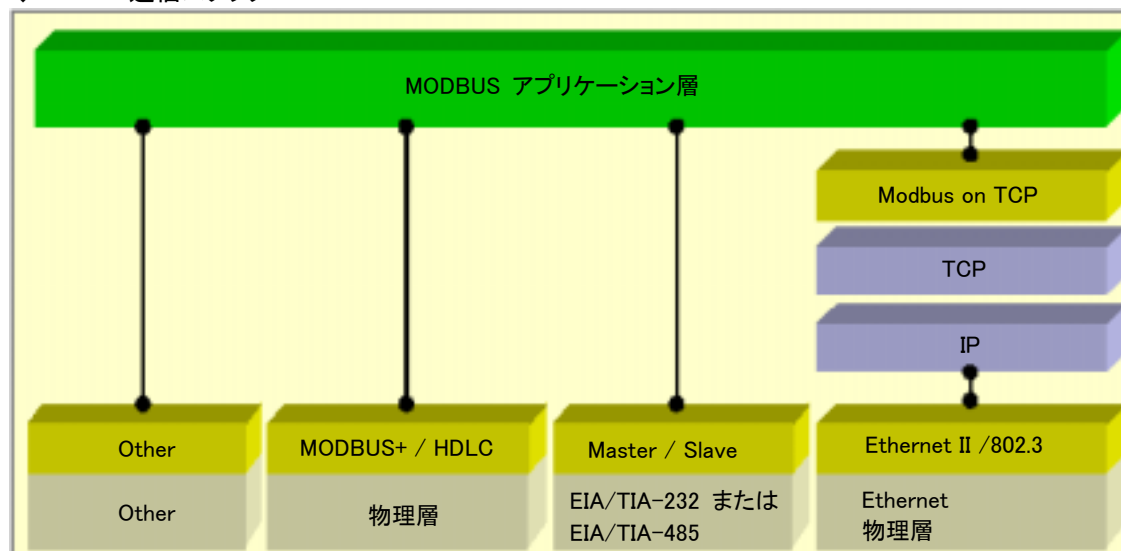 MODBUS アプリケーション層
Modbus on TCP
TCP
IP
Other
MODBUS+ / HDLC
Master / Slave
Ethernet II /802.3
Other
物理層
EIA/TIA-232 または
EIA/TIA-485
Ethernet
物理層